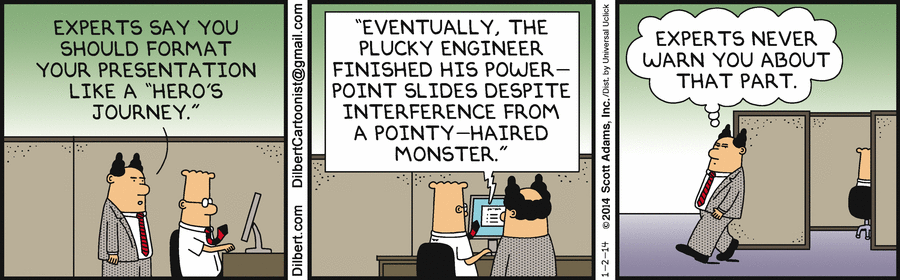 EXPERTS SAY YOU
SHOULD FORMAT
YOUR PRESENTATION
LIKE A "HERO'S
JOURNEY."
Dilbert.com DilbertCartoonist@gmail.com
"EVENTUALLY, THE
PLUCKY ENGINEER
FINISHED HIS POWER-
POINT SLIDES DESPITE
INTERFERENCE FROM
A POINTY-HAIRED
MONSTER."
1-2-14 ©2014 Scott Adams, Inc. /Dist. by Universal Uclick
EXPERTS NEVER
WARN YOU ABOUT
THAT PART.